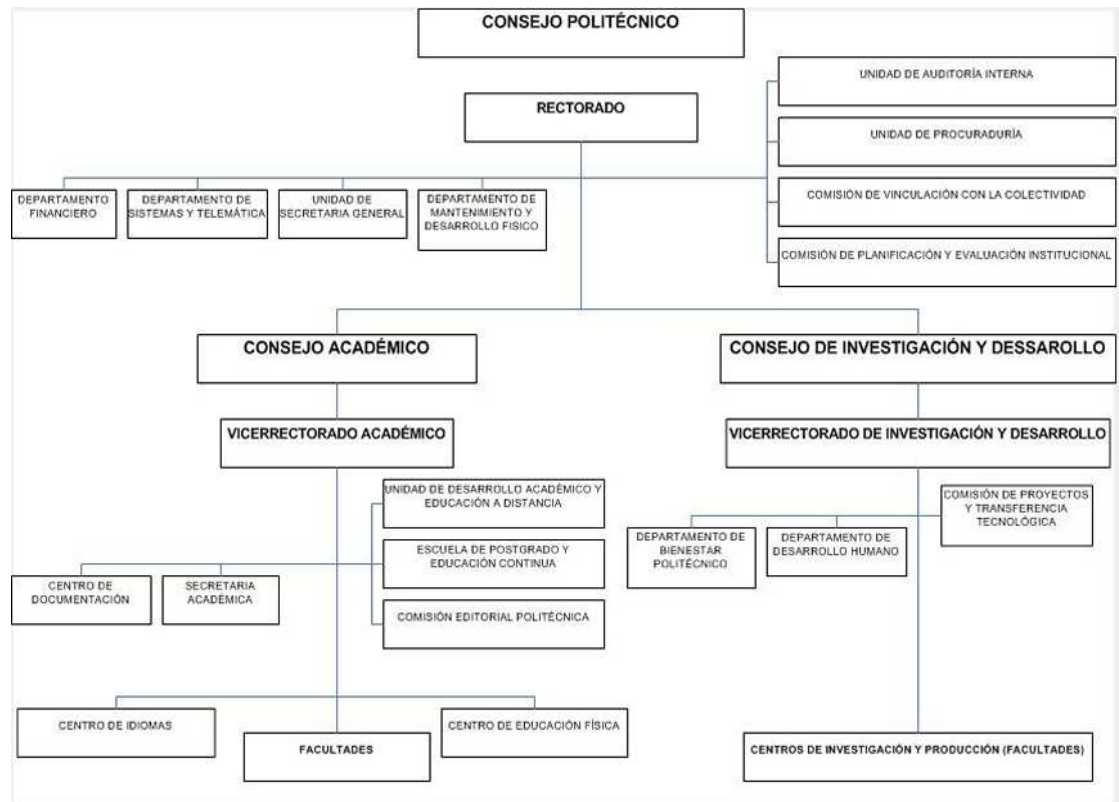 CONSEJO POLITÉCNICO
UNIDAD DE AUDITORÍA INTERNA
RECTORADO
UNIDAD DE PROCURADURÍA
DEPARTAMENTO
FINANCIERO
DEPARTAMENTO DE
SISTEMAS Y TELEMÁTICA
UNIDAD DE
SECRETARIA GENERAL
DEPARTAMENTO DE
MANTENIMIENTO Y
DESARROLLO FISICO
COMISIÓN DE VINCULACIÓN CON LA COLECTIVIDAD
COMISIÓN DE PLANIFICACIÓN Y EVALUACIÓN INSTITUCIONAL
CONSEJO ACADÉMICO
CONSEJO DE INVESTIGACIÓN Y DESSAROLLO
VICERRECTORADO ACADÉMICO
VICERRECTORADO DE INVESTIGACIÓN Y DESARROLLO
UNIDAD DE DESARROLLO ACADÉMICO Y
EDUCACIÓN A DISTANCIA
COMISIÓN DE PROYECTOS
Y TRANSFERENCIA
TECNOLÓGICA
DEPARTAMENTO DE
BIENESTAR
POLITÉCNICO
DEPARTAMENTO DE
DESARROLLO HUMANO
ESCUELA DE POSTGRADO Y
EDUCACIÓN CONTINUA
CENTRO DE
DOCUMENTACIÓN
SECRETARIA
ACADÉMICA
COMISIÓN EDITORIAL POLITÉCNICA
CENTRO DE IDIOMAS
CENTRO DE EDUCACIÓN FÍSICA
FACULTADES
CENTROS DE INVESTIGACIÓN Y PRODUCCIÓN (FACULTADES)